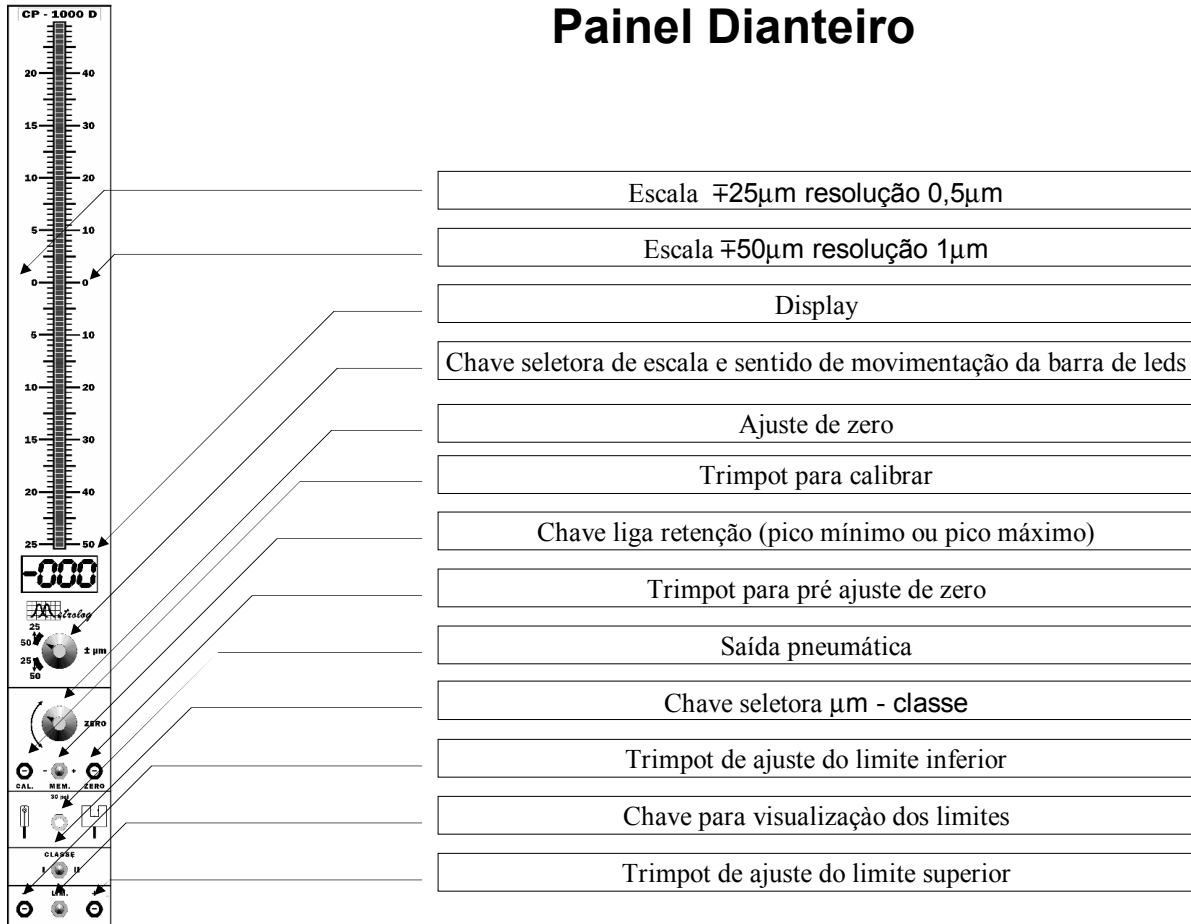 CP - 1000 D
Painel Dianteiro
20 40
15 30
10 20
5 10
0 0
5 10
10 20
15 30
20 40
25 50
-000
Metrolog
25
50
25
50
± µm
ZERO
- +
CAL. MEM. ZERO
30 psi
CLASSE
I II
- LIM. +
Escala ∓25µm resolução 0,5µm
Escala ∓50µm resolução 1µm
Display
Chave seletora de escala e sentido de movimentação da barra de leds
Ajuste de zero
Trimpot para calibrar
Chave liga retenção (pico mínimo ou pico máximo)
Trimpot para pré ajuste de zero
Saída pneumática
Chave seletora µm - classe
Trimpot de ajuste do limite inferior
Chave para visualizaçào dos limites
Trimpot de ajuste do limite superior